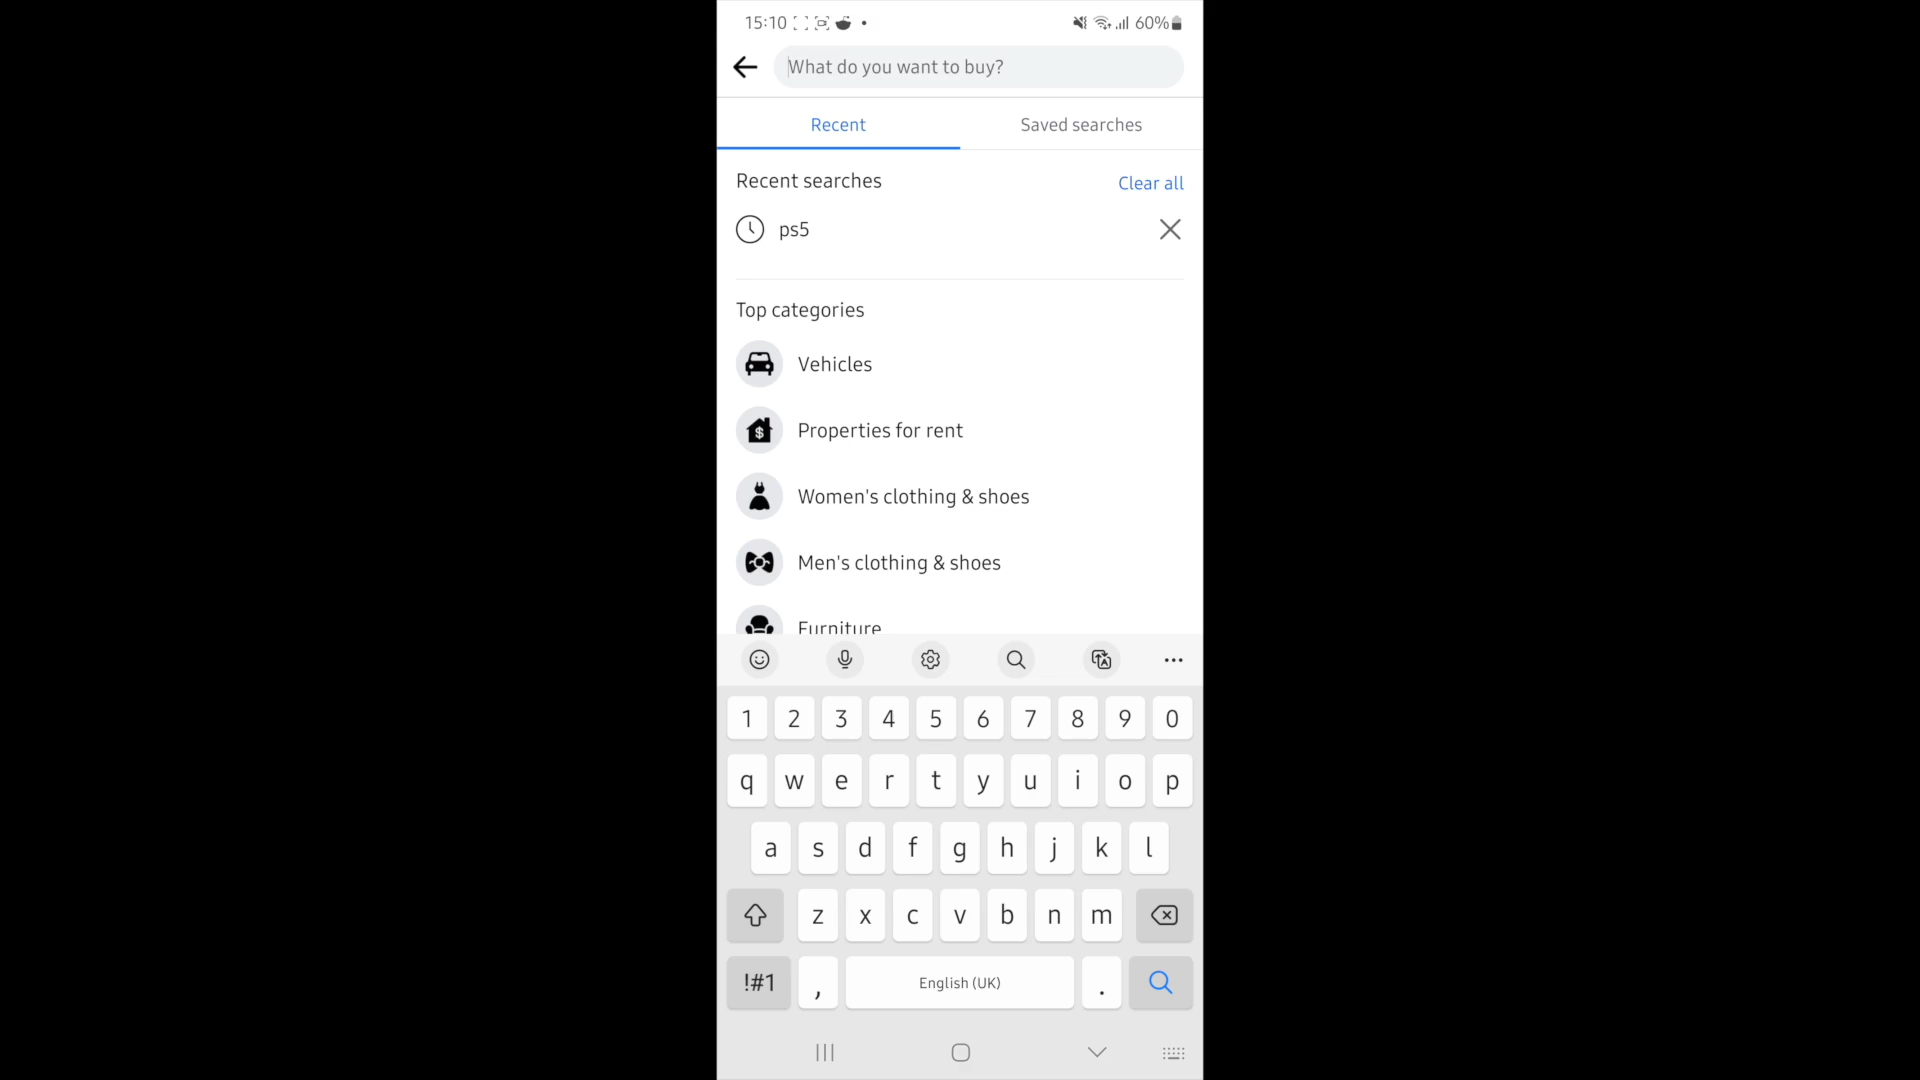 15:10 60%
What do you want to buy?
Recent Saved searches
Recent searches Clear all
ps5
Top categories
Vehicles
$ Properties for rent
Women's clothing & shoes
Men's clothing & shoes
Furniture
1 2 3 4 5 6 7 8 9 0
q w e r t y u i o p
a s d f g h j k l
z x c v b n m
!#1 , English (UK) .